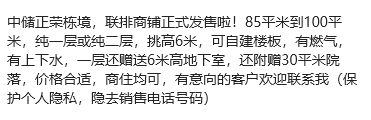 中储正荣栋境，联排商铺正式发售啦！85平米到100平
米，纯一层或纯二层，挑高6米，可自建楼板，有燃气，
有上下水，一层还赠送6米高地下室，还附赠30平米院
落，价格合适，商住均可，有意向的客户欢迎联系我（保
护个人隐私，隐去销售电话号码）